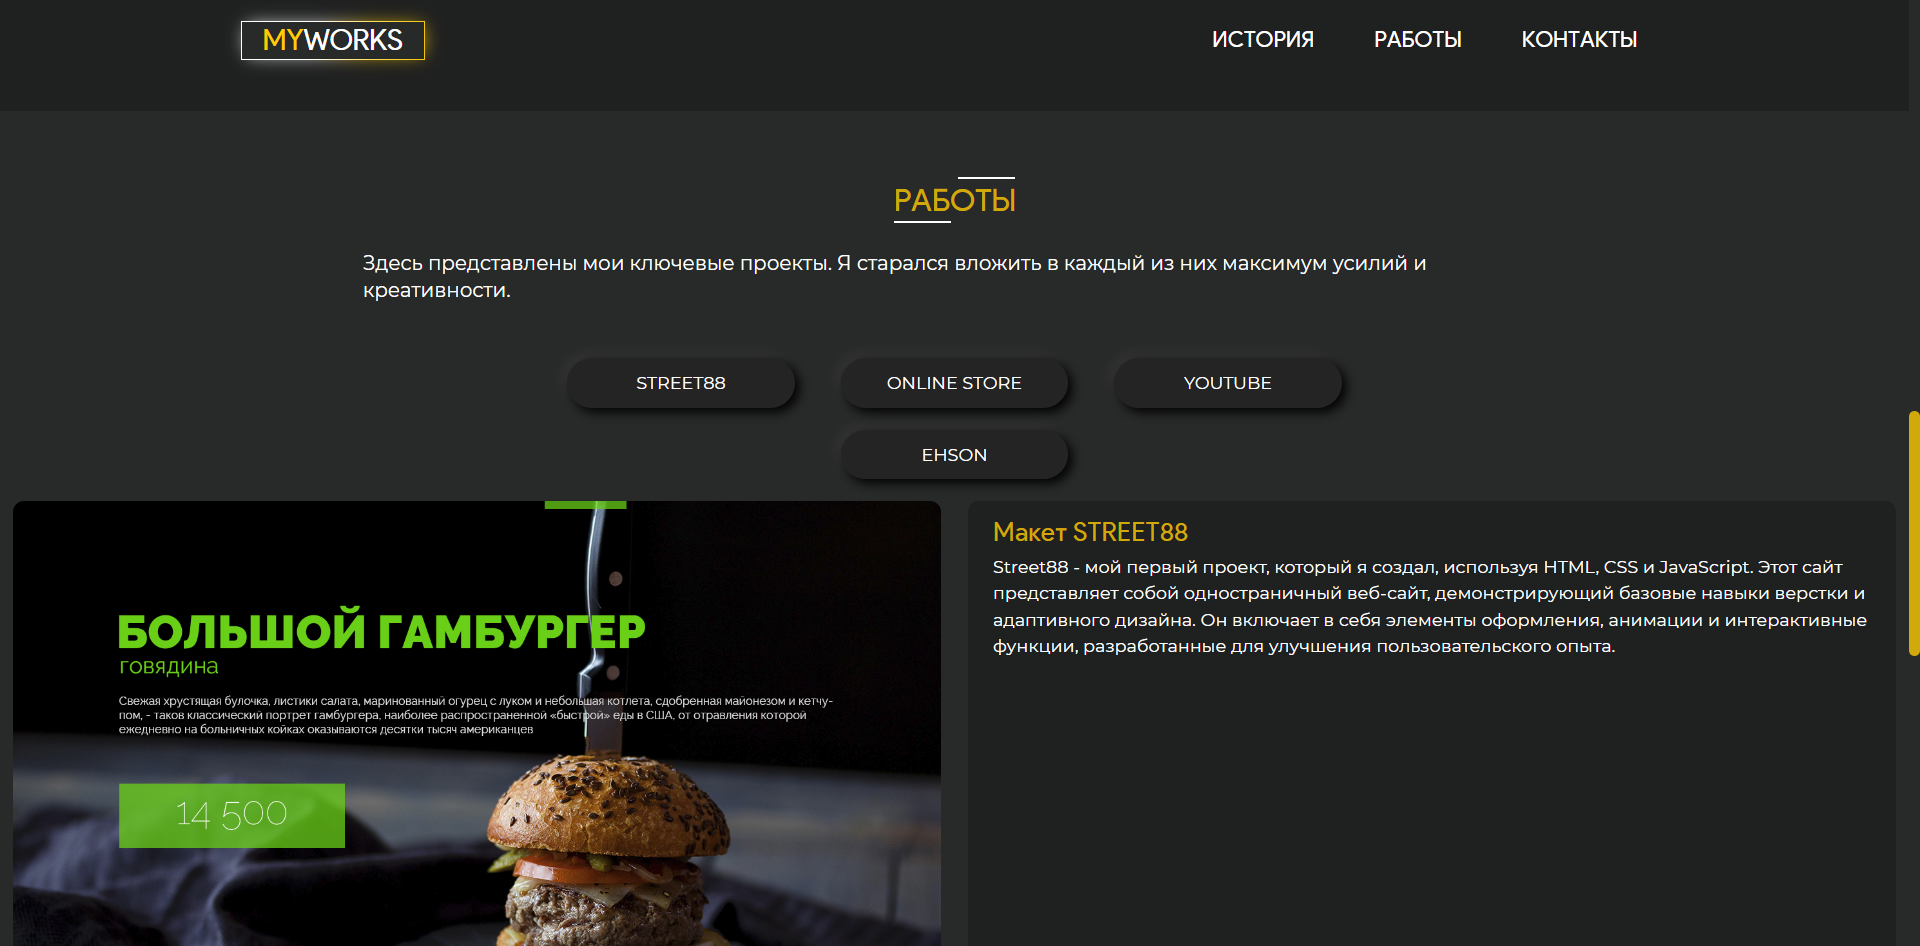 MYWORKS
ИСТОРИЯ РАБОТЫ КОНТАКТЫ
РАБОТЫ
Здесь представлены мои ключевые проекты. Я старался вложить в каждый из них максимум усилий и
креативности.
STREET88 ONLINE STORE YOUTUBE
EHSON
БОЛЬШОЙ ГАМБУРГЕР
говядина
Свежая хрустящая булочка, листики салата, маринованный огурец с луком и небольшая котлета, сдобренная майонезом и кетчу-
пом, - таков классический портрет гамбургера, наиболее распространенной «быстрой» еды в США, от отравления которой
ежедневно на больничных койках оказываются десятки тысяч американцев
14 500
Макет STREET88
Street88 - мой первый проект, который я создал, используя HTML, CSS и JavaScript. Этот сайт
представляет собой одностраничный веб-сайт, демонстрирующий базовые навыки верстки и
адаптивного дизайна. Он включает в себя элементы оформления, анимации и интерактивные
функции, разработанные для улучшения пользовательского опыта.